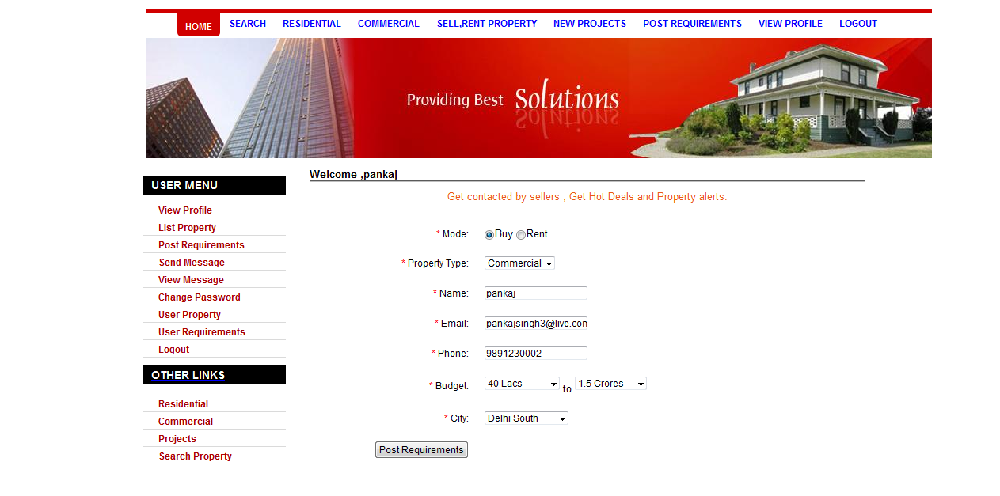 HOME SEARCH RESIDENTIAL COMMERCIAL SELL,RENT PROPERTY NEW PROJECTS POST REQUIREMENTS VIEW PROFILE LOGOUT
Providing Best Solutions
USER MENU
View Profile
List Property
Post Requirements
Send Message
View Message
Change Password
User Property
User Requirements
Logout
OTHER LINKS
Residential
Commercial
Projects
Search Property
Welcome ,pankaj
Get contacted by sellers , Get Hot Deals and Property alerts.
* Mode: Buy Rent
* Property Type: Commercial
* Name: pankaj
* Email: pankajsingh3@live.con
* Phone: 9891230002
* Budget: 40 Lacs to 1.5 Crores
* City: Delhi South
Post Requirements